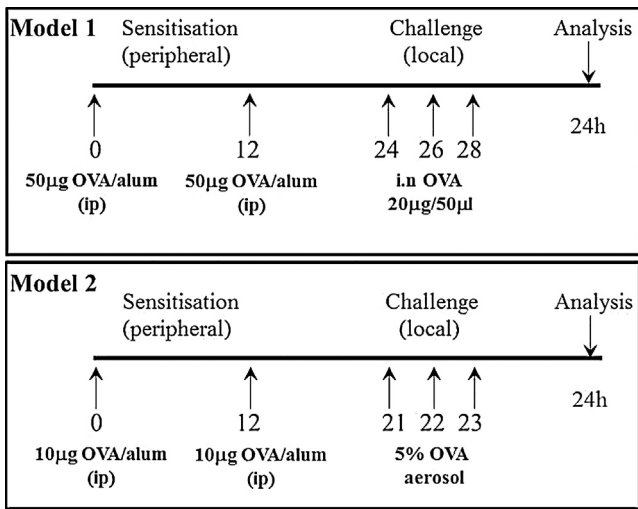 Model 1
Sensitisation Challenge Analysis
(peripheral) (local)
0 12 24 26 28 24h
50μg OVA/alum 50μg OVA/alum i.n OVA
(ip) (ip) 20μg/50μl
Model 2
Sensitisation Challenge Analysis
(peripheral) (local)
0 12 21 22 23 24h
10μg OVA/alum 10μg OVA/alum 5% OVA
(ip) (ip) aerosol